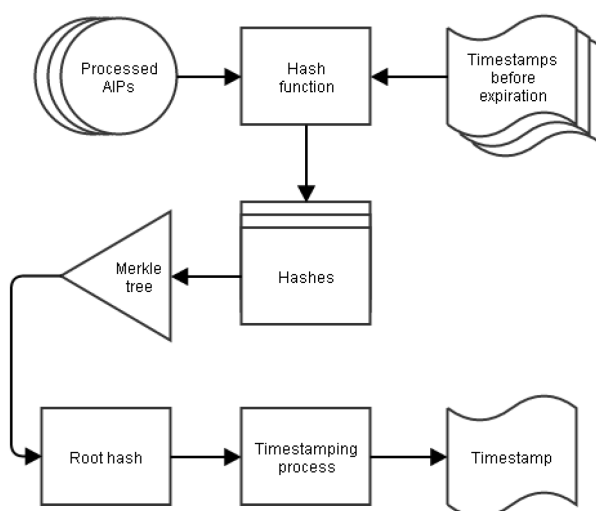 Processed
AIPs
Hash
function
Timestamps
before
expiration
Merkle
tree
Hashes
Root hash
Timestamping
process
Timestamp